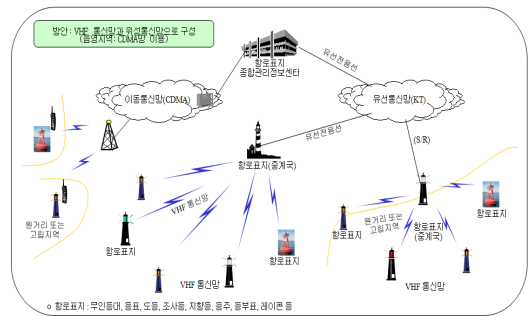 방안 : VHF 통신망과 위성통신망으로 구성
(음영지역: CDMA망 이용)
항로표지
종합관리정보센터
유선전용선
이동통신망(CDMA)
유선통신망(KT)
유선전용선
(S/R)
항로표지(중계국)
VHF 통신망
원거리 또는
고립지역
항로표지
항로표지
VHF 통신망
항로표지
원거리 또는
고립지역
항로표지
(중계국)
항로표지
VHF 통신망
o 항로표지 : 무인등대, 등표, 도등, 조사등, 지향등, 등주, 등부표, 레이콘 등